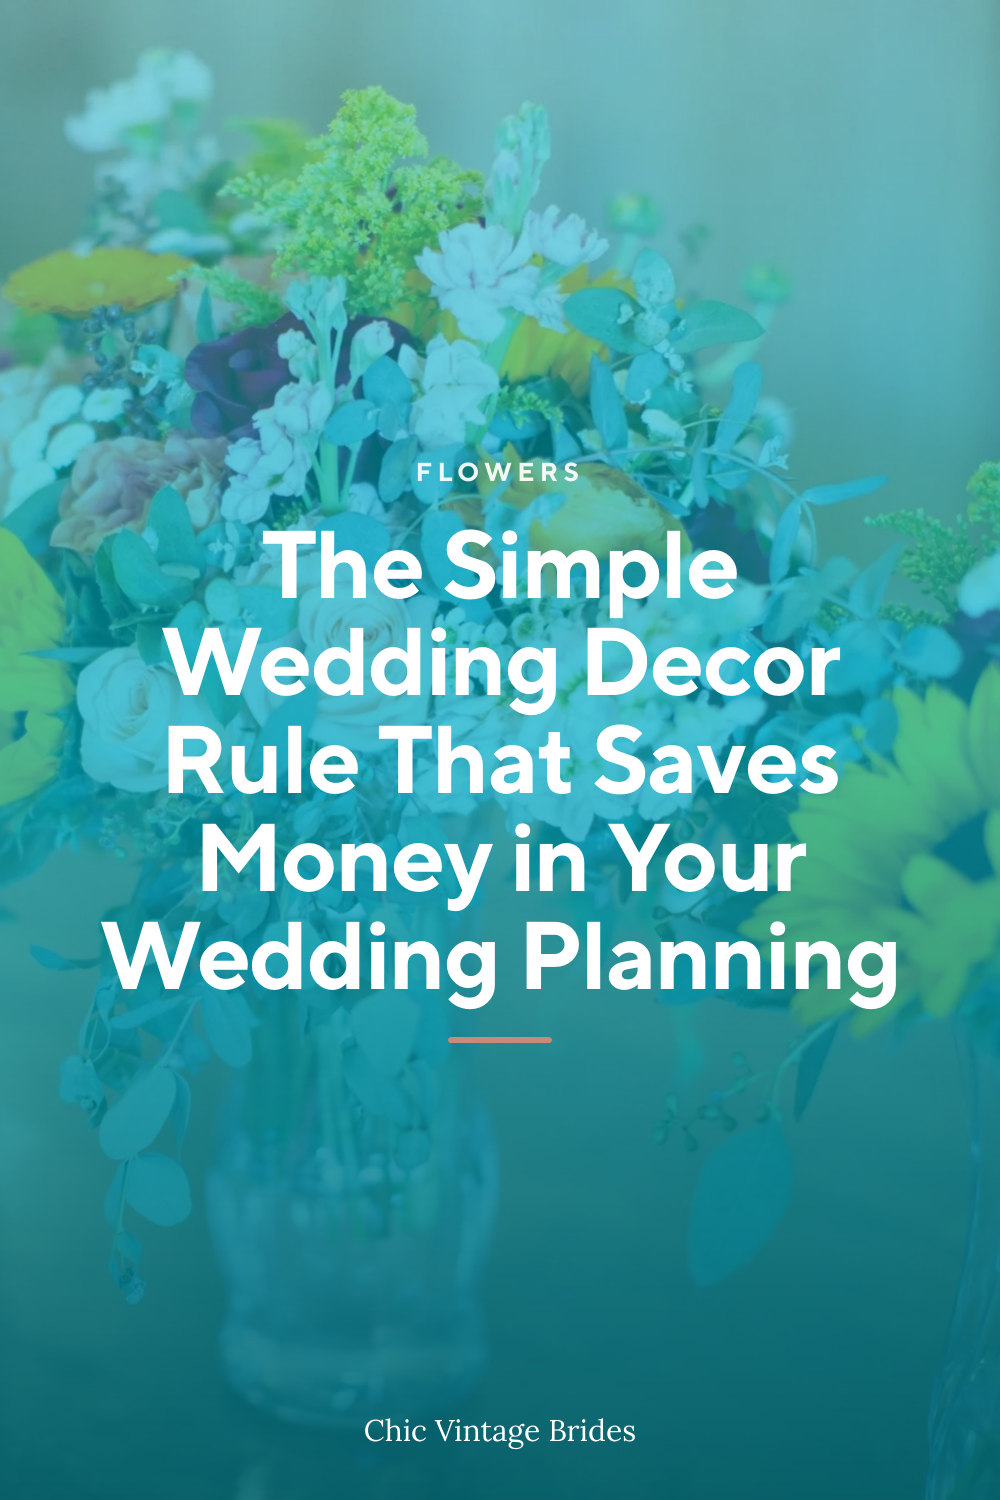 FLOWERS
The Simple
Wedding Decor
Rule That Saves
Money in Your
Wedding Planning
Chic Vintage Brides